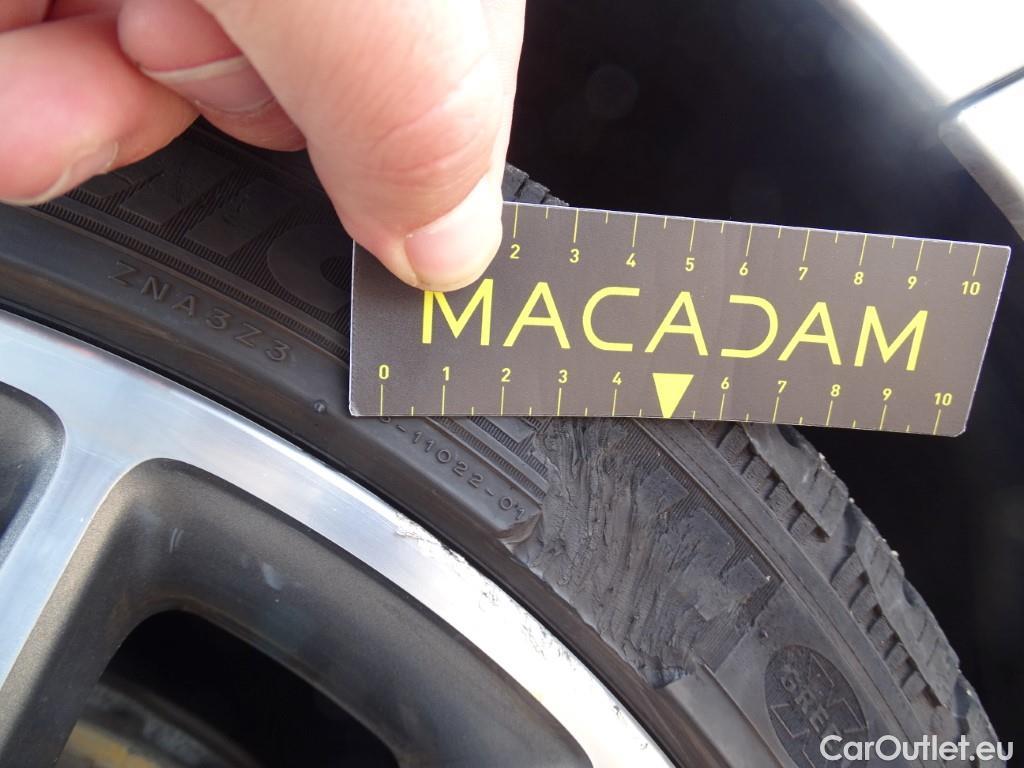 2 3 4 5 6 7 8 9 10
MACADAM
0 1 2 3 4 6 7 8 9 10
ZNA3Z3
-11022-01
GREE
CarOutlet.eu